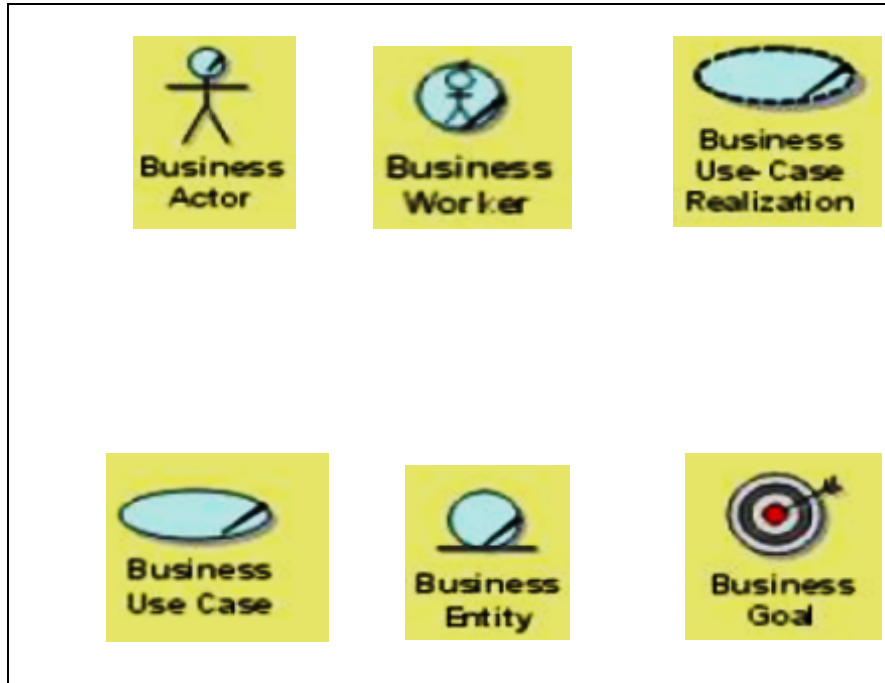 Business
Actor
Business
Worker
Business
Use-Case
Realization
Business
Use Case
Business
Entity
Business
Goal